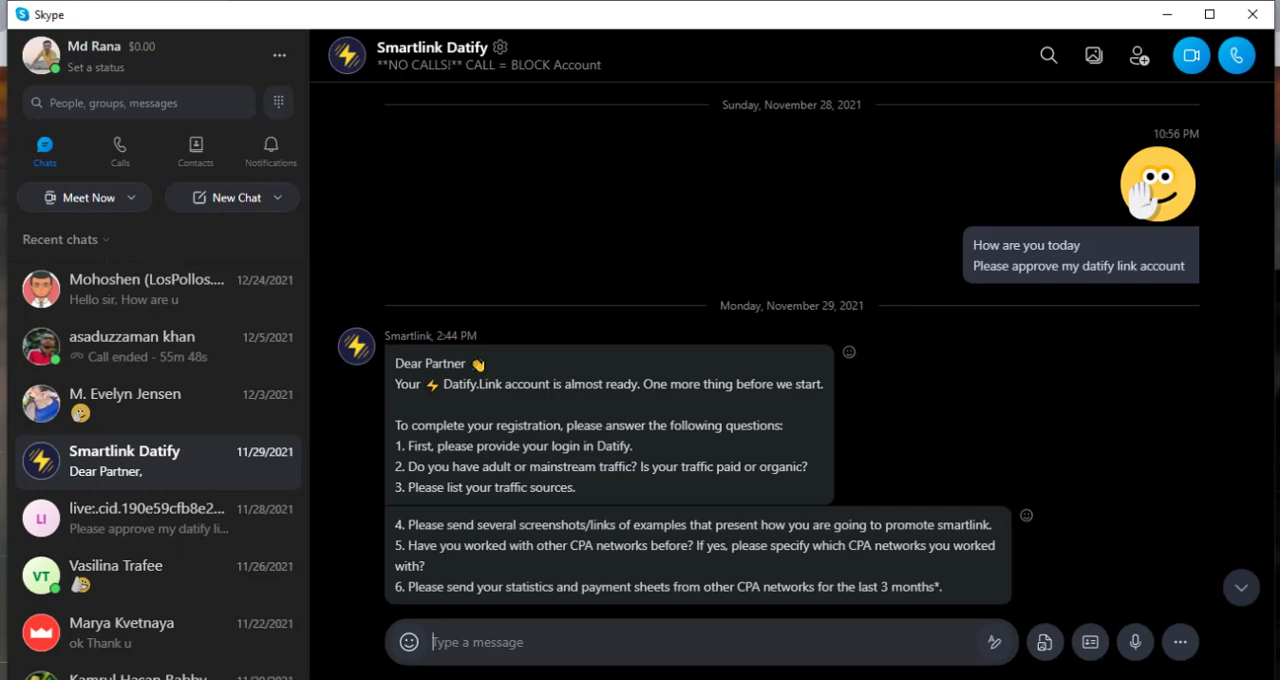 Skype
Md Rana $0.00
Set a status
People, groups, messages
Chats
Calls
Contacts
Notifications
Meet Now
New Chat
Recent chats
Mohoshen (LosPollos....
12/24/2021
Hello sir, How are u
asaduzzaman khan
12/5/2021
Call ended - 55m 48s
M. Evelyn Jensen
12/3/2021
Smartlink Datify
11/29/2021
Dear Partner,
LI
live:.cid.190e59cfb8e2...
11/28/2021
Please approve my datify li...
VT
Vasilina Trafee
11/26/2021
Marya Kvetnaya
11/22/2021
ok Thank u
Smartlink Datify
**NO CALLS!** CALL = BLOCK Account
Sunday, November 28, 2021
10:56 PM
How are you today
Please approve my datify link account
Monday, November 29, 2021
Smartlink, 2:44 PM
Dear Partner 👋
Your ⚡ Datify.Link account is almost ready. One more thing before we start.
To complete your registration, please answer the following questions:
1. First, please provide your login in Datify.
2. Do you have adult or mainstream traffic? Is your traffic paid or organic?
3. Please list your traffic sources.
4. Please send several screenshots/links of examples that present how you are going to promote smartlink.
5. Have you worked with other CPA networks before? If yes, please specify which CPA networks you worked
with?
6. Please send your statistics and payment sheets from other CPA networks for the last 3 months*.
Type a message